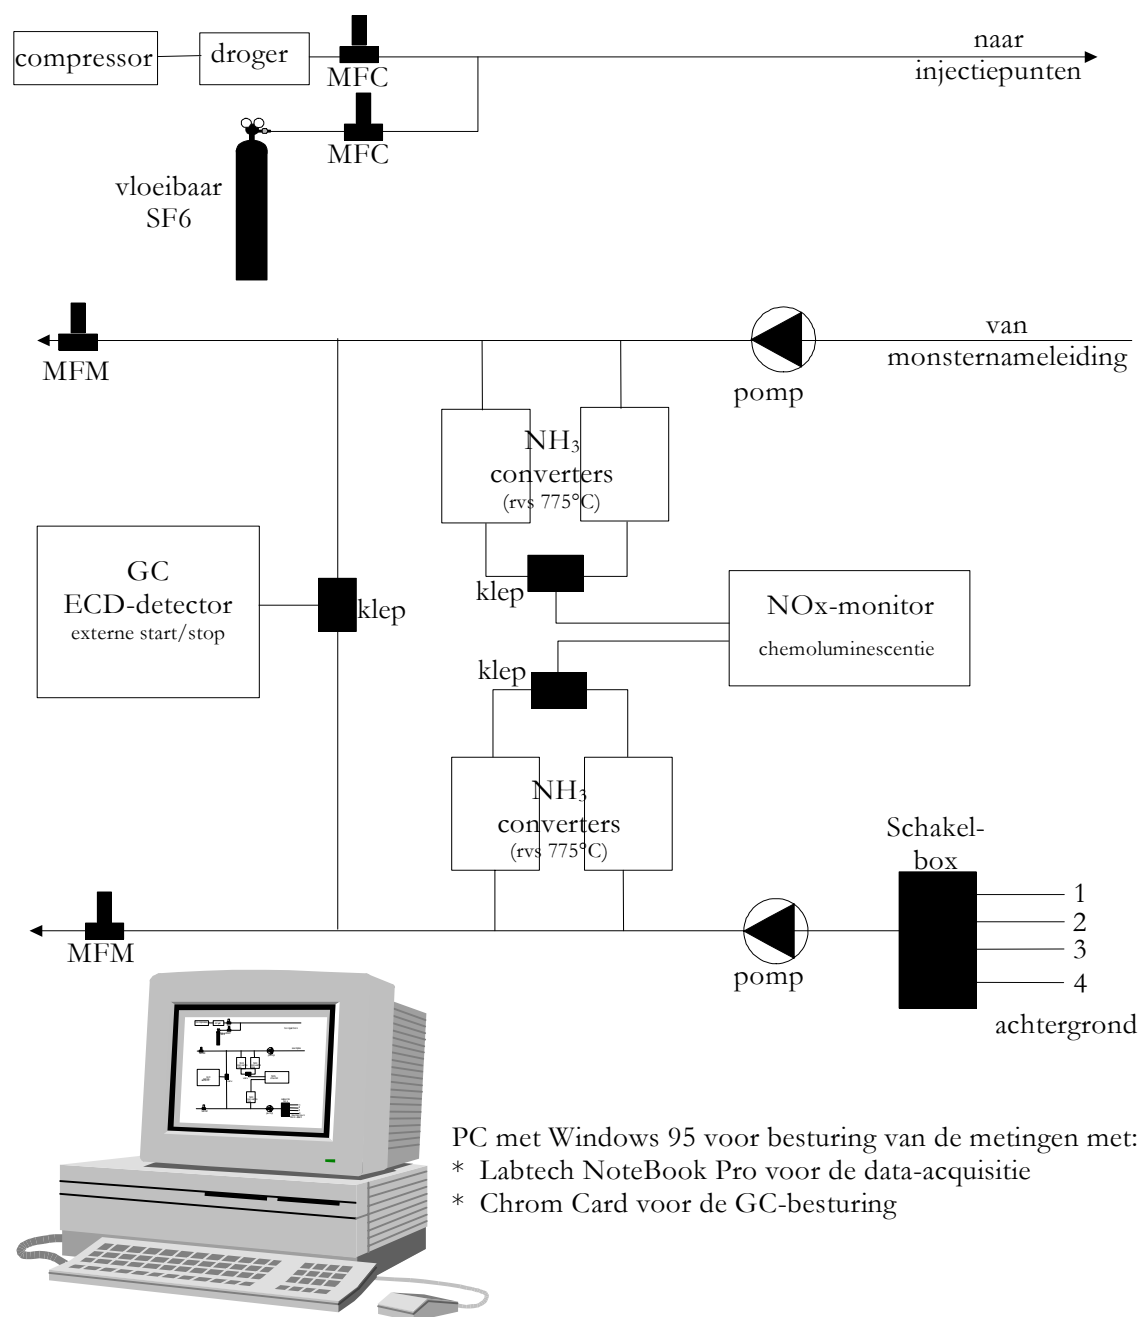 compressor
droger
MFC
naar
injectiepunten
MFC
vloeibaar
SF6
MFM
pomp
van
monsternameleiding
NH₃
converters
(rvs 775°C)
GC
ECD-detector
externe start/stop
klep
klep
NOx-monitor
chemoluminescentie
klep
NH₃
converters
(rvs 775°C)
Schakel-
box
1
2
3
4
achtergrond
MFM
pomp
PC met Windows 95 voor besturing van de metingen met:
* Labtech NoteBook Pro voor de data-acquisitie
* Chrom Card voor de GC-besturing